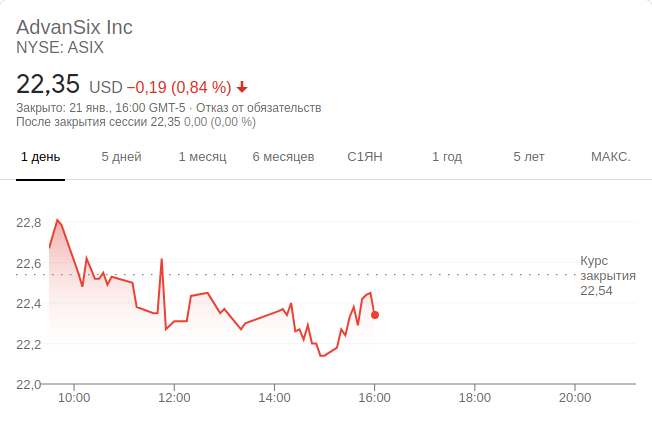 AdvanSix Inc
NYSE: ASIX
22,35 USD −0,19 (0,84 %)
Закрыто: 21 янв., 16:00 GMT-5 · Отказ от обязательств
После закрытия сессии 22,35 0,00 (0,00 %)
1 день 5 дней 1 месяц 6 месяцев С1ЯН 1 год 5 лет МАКС.
22,8
22,6
22,4
22,2
22,0
Курс
закрытия
22,54
10:00 12:00 14:00 16:00 18:00 20:00